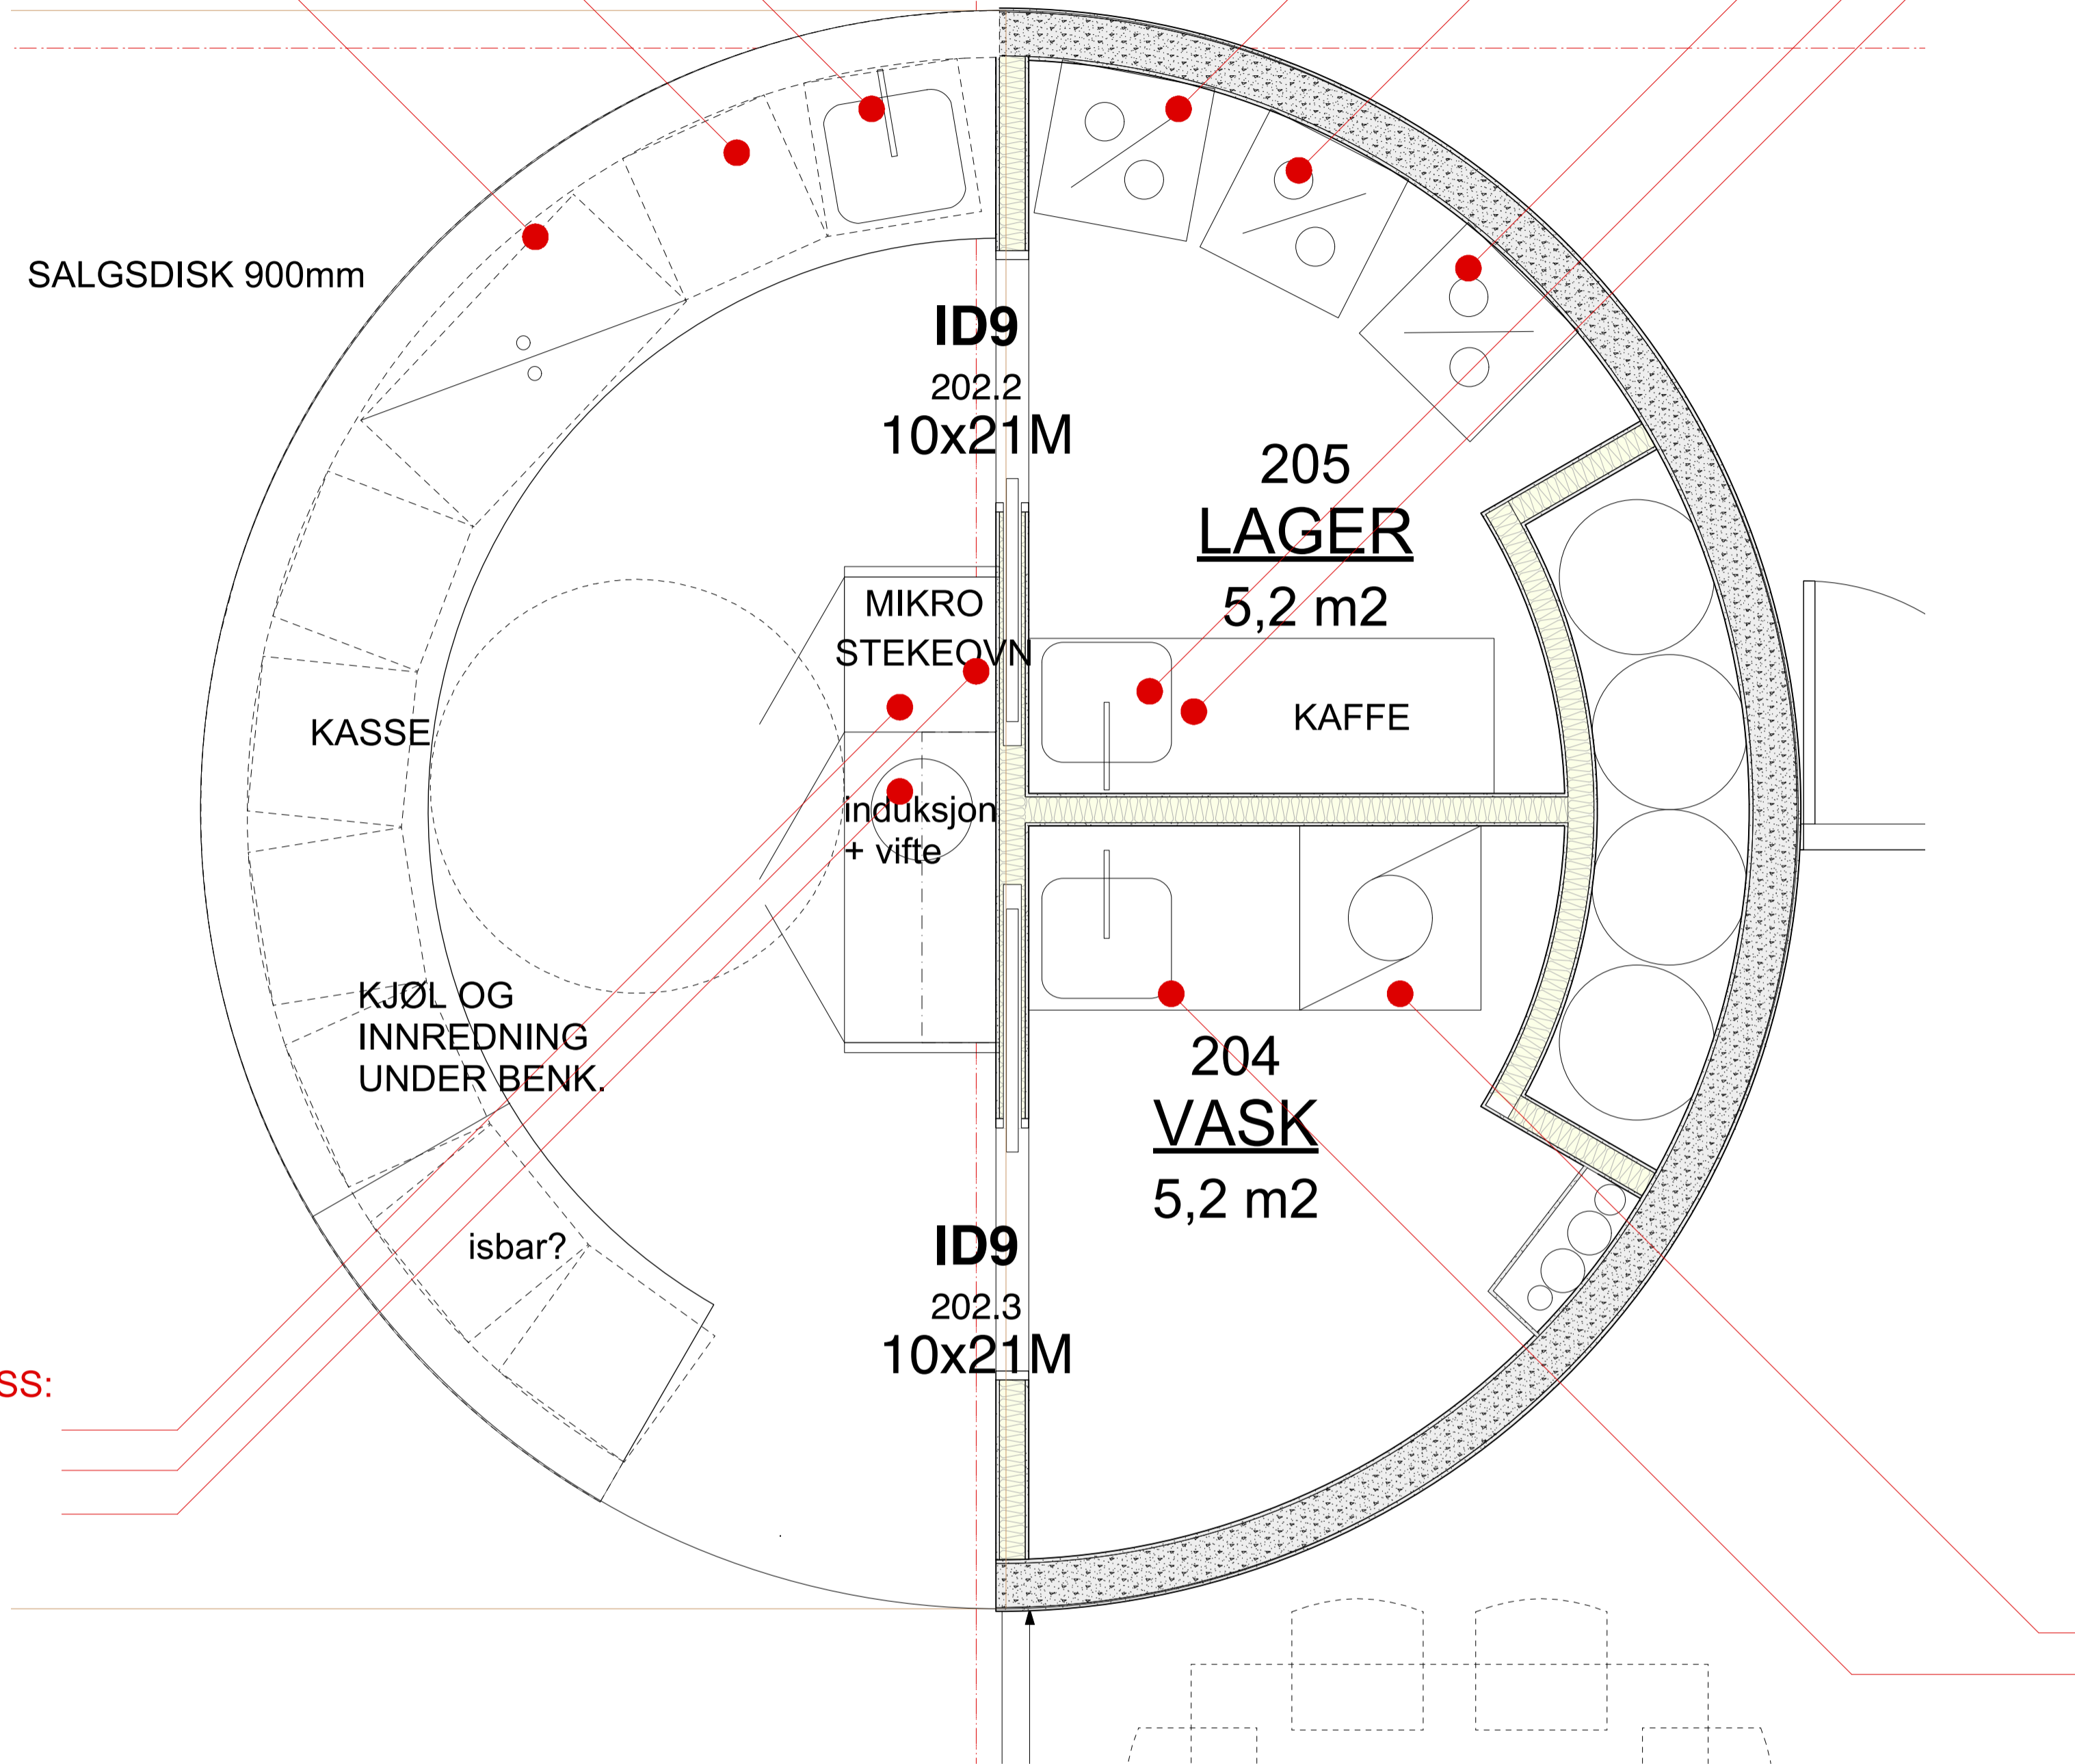 SALGSDISK 900mm
ID9
202.2
10x21M
205
LAGER
5,2 m2
MIKRO
STEKEOVN
KASSE
KAFFE
induksjon
+ vifte
KJØL OG
INNREDNING
UNDER BENK.
204
VASK
5,2 m2
isbar?
ID9
202.3
10x21M
SS: